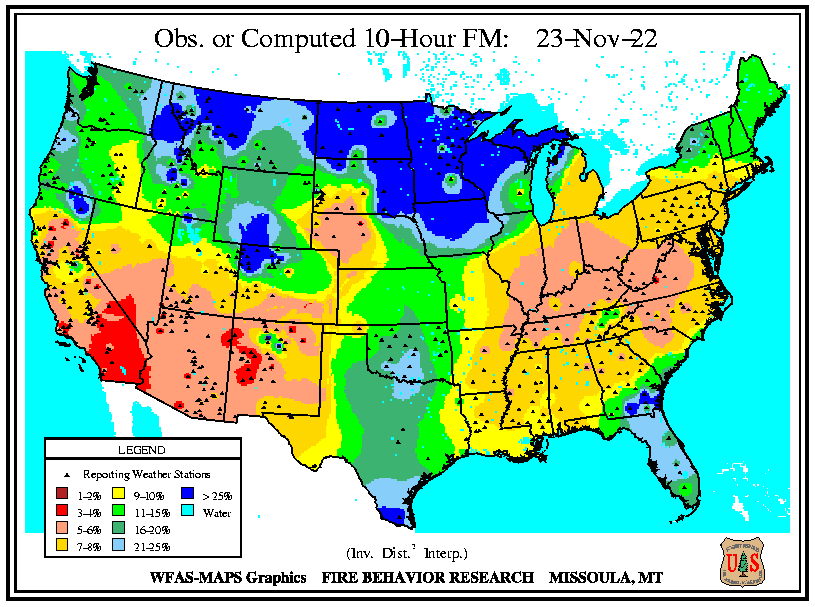 Obs. or Computed 10-Hour FM: 23-Nov-22
LEGEND
Reporting Weather Stations
1-2% 9-10% > 25%
3-4% 11-15% Water
5-6% 16-20%
7-8% 21-25%
(Inv. Dist.² Interp.)
WFAS-MAPS Graphics FIRE BEHAVIOR RESEARCH MISSOULA, MT
U S